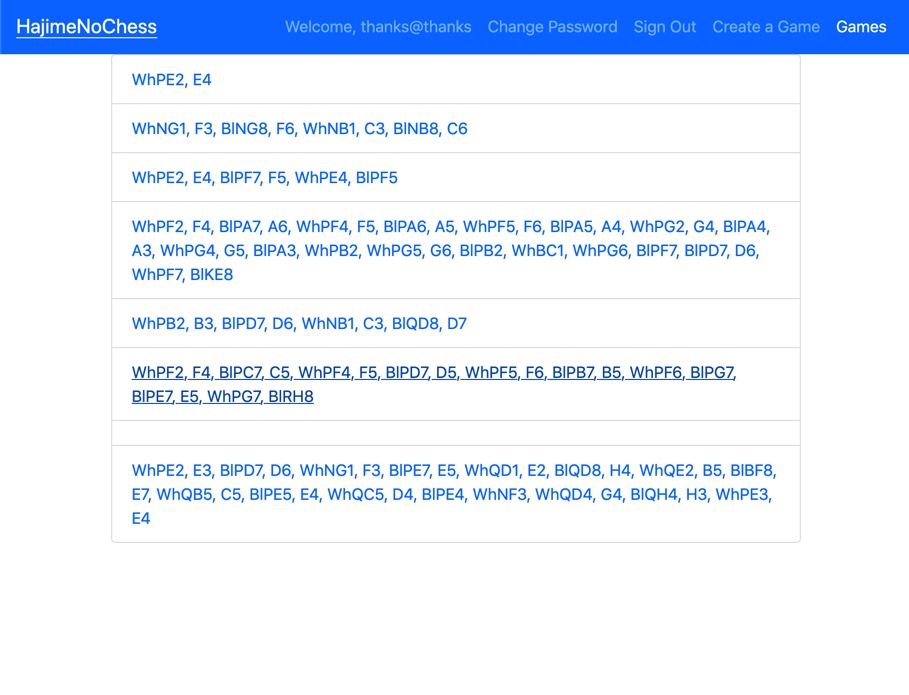 HajimeNoChess
Welcome, thanks@thanks Change Password Sign Out Create a Game Games
WhPE2, E4
WhNG1, F3, BlNG8, F6, WhNB1, C3, BlNB8, C6
WhPE2, E4, BlPF7, F5, WhPE4, BlPF5
WhPF2, F4, BlPA7, A6, WhPF4, F5, BlPA6, A5, WhPF5, F6, BlPA5, A4, WhPG2, G4, BlPA4,
A3, WhPG4, G5, BlPA3, WhPB2, WhPG5, G6, BlPB2, WhBC1, WhPG6, BlPF7, BlPD7, D6,
WhPF7, BlKE8
WhPB2, B3, BlPD7, D6, WhNB1, C3, BlQD8, D7
WhPF2, F4, BlPC7, C5, WhPF4, F5, BlPD7, D5, WhPF5, F6, BlPB7, B5, WhPF6, BlPG7,
BlPE7, E5, WhPG7, BlRH8
WhPE2, E3, BlPD7, D6, WhNG1, F3, BlPE7, E5, WhQD1, E2, BlQD8, H4, WhQE2, B5, BlBF8,
E7, WhQB5, C5, BlPE5, E4, WhQC5, D4, BlPE4, WhNF3, WhQD4, G4, BlQH4, H3, WhPE3,
E4